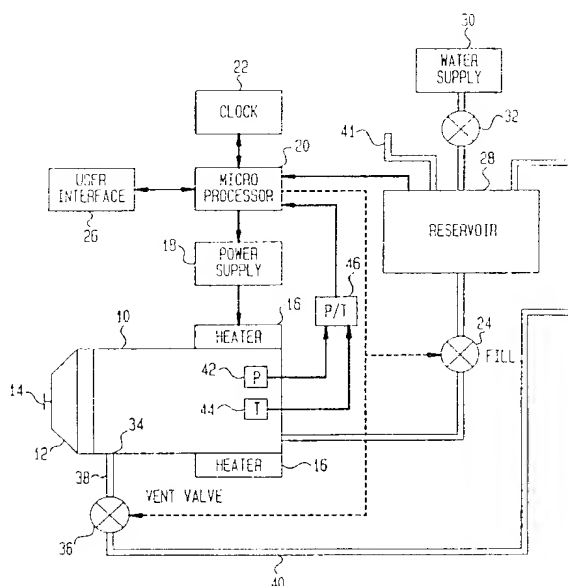 30
WATER
SUPPLY
22
CLOCK
32
41
20
28
USER
INTERFACE
MICRO
PROCESSOR
26
RESERVOIR
18
POWER
SUPPLY
46
16
P/T
24
10
HEATER
FILL
42
P
14
44
T
34
12
38
HEATER
16
VENT VALVE
36
40